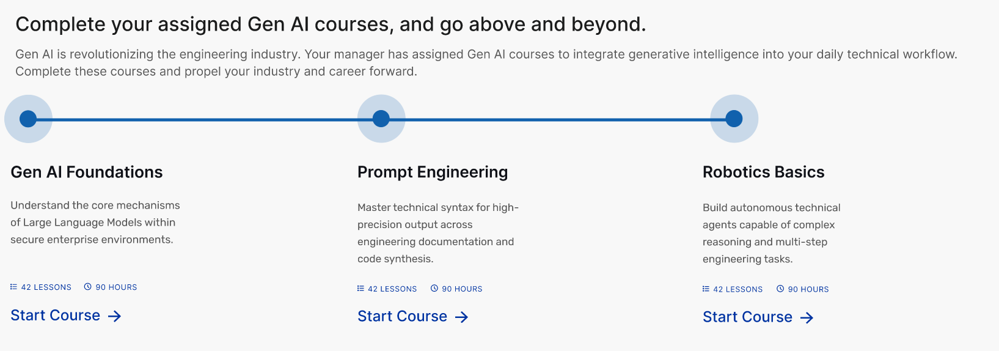 Complete your assigned Gen AI courses, and go above and beyond.
Gen AI is revolutionizing the engineering industry. Your manager has assigned Gen AI courses to integrate generative intelligence into your daily technical workflow.
Complete these courses and propel your industry and career forward.
Gen AI Foundations
Understand the core mechanisms
of Large Language Models within
secure enterprise environments.
42 LESSONS 90 HOURS
Start Course
Prompt Engineering
Master technical syntax for high-
precision output across
engineering documentation and
code synthesis.
42 LESSONS 90 HOURS
Start Course
Robotics Basics
Build autonomous technical
agents capable of complex
reasoning and multi-step
engineering tasks.
42 LESSONS 90 HOURS
Start Course